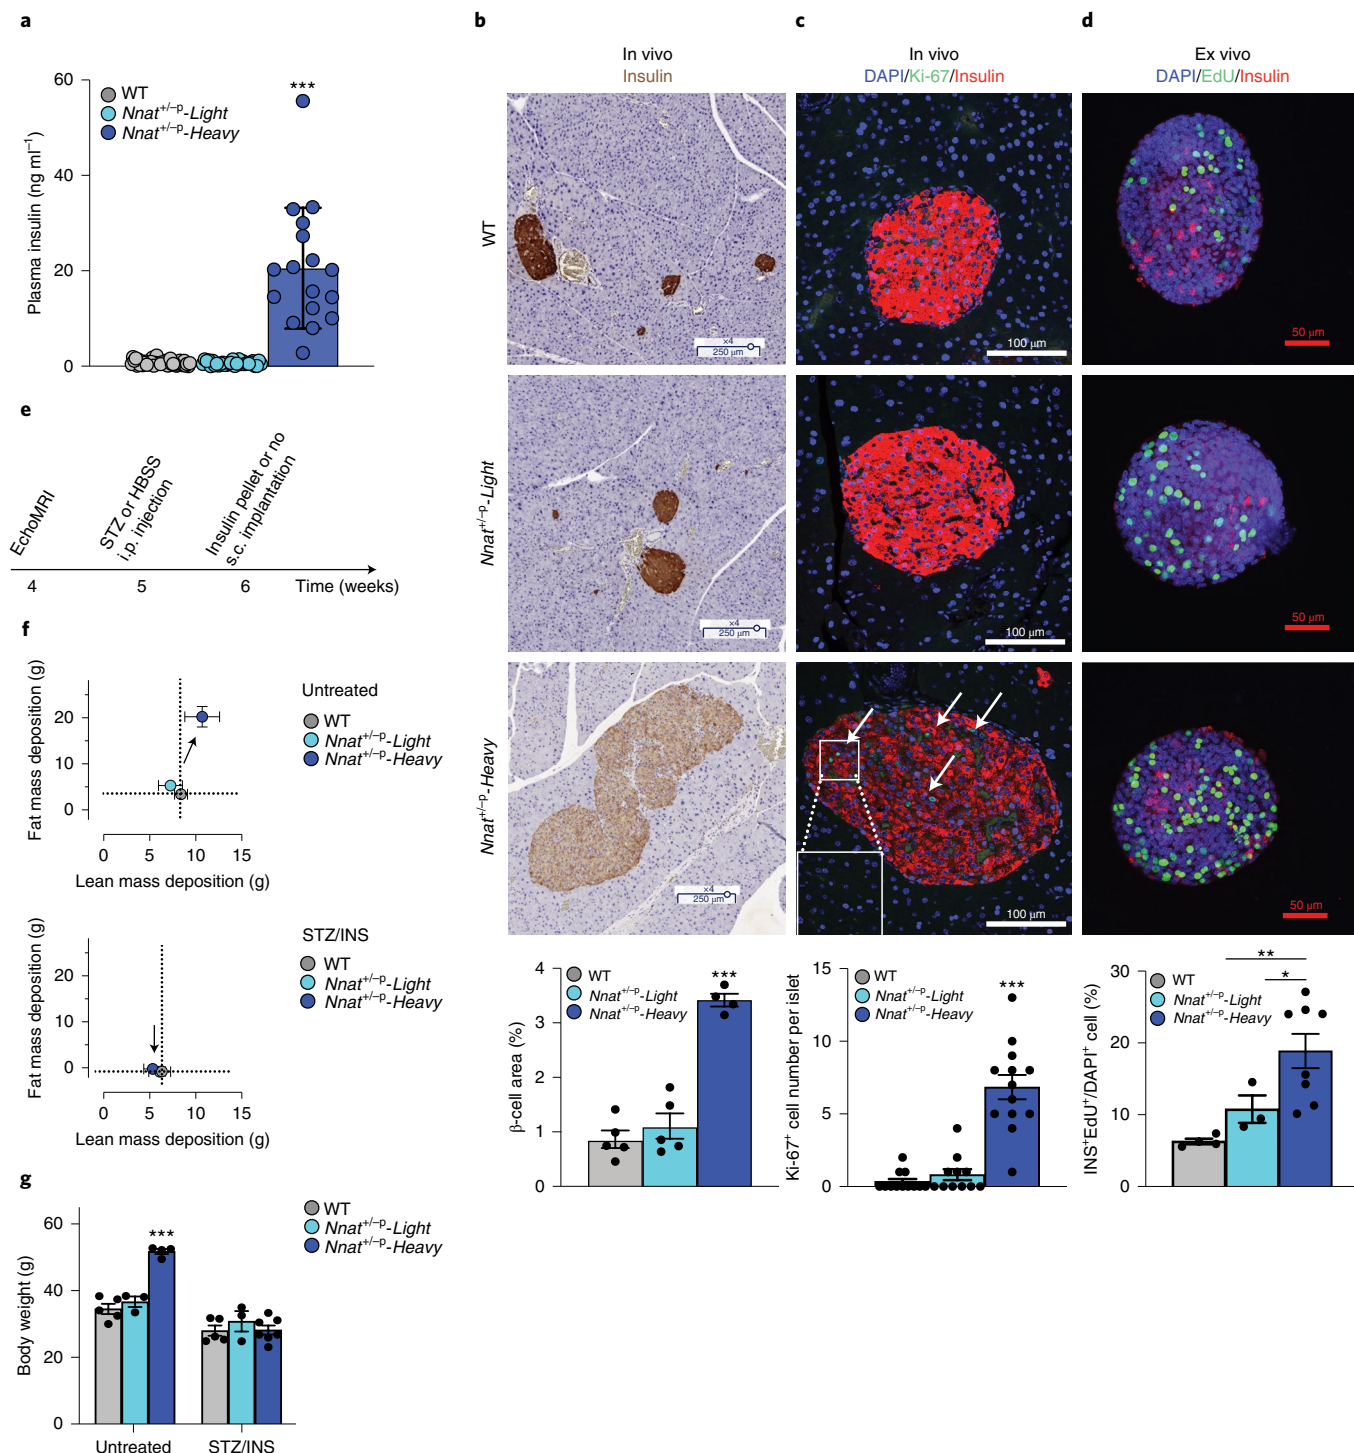 a
Plasma insulin (ng ml⁻¹)
60
40
20
0
WT
Nnat⁺/⁻ᵖ-Light
Nnat⁺/⁻ᵖ-Heavy
***
b
In vivo
Insulin
WT
Nnat⁺/⁻ᵖ-Light
Nnat⁺/⁻ᵖ-Heavy
×4
250 μm
×4
250 μm
×4
250 μm
β-cell area (%)
4
3
2
1
0
WT
Nnat⁺/⁻ᵖ-Light
Nnat⁺/⁻ᵖ-Heavy
***
c
In vivo
DAPI/Ki-67/Insulin
100 μm
100 μm
100 μm
Ki-67⁺ cell number per islet
15
10
5
0
WT
Nnat⁺/⁻ᵖ-Light
Nnat⁺/⁻ᵖ-Heavy
***
d
Ex vivo
DAPI/EdU/Insulin
50 μm
50 μm
50 μm
INS⁺EdU⁺/DAPI⁺ cell (%)
30
20
10
0
WT
Nnat⁺/⁻ᵖ-Light
Nnat⁺/⁻ᵖ-Heavy
**
*
e
EchoMRI
STZ or HBSS
i.p. injection
Insulin pellet or no
s.c. implantation
4
5
6
Time (weeks)
f
Fat mass deposition (g)
20
10
0
0 5 10 15
Lean mass deposition (g)
Untreated
WT
Nnat⁺/⁻ᵖ-Light
Nnat⁺/⁻ᵖ-Heavy
Fat mass deposition (g)
20
10
0
0 5 10 15
Lean mass deposition (g)
STZ/INS
WT
Nnat⁺/⁻ᵖ-Light
Nnat⁺/⁻ᵖ-Heavy
g
Body weight (g)
60
40
20
0
***
Untreated
STZ/INS
WT
Nnat⁺/⁻ᵖ-Light
Nnat⁺/⁻ᵖ-Heavy